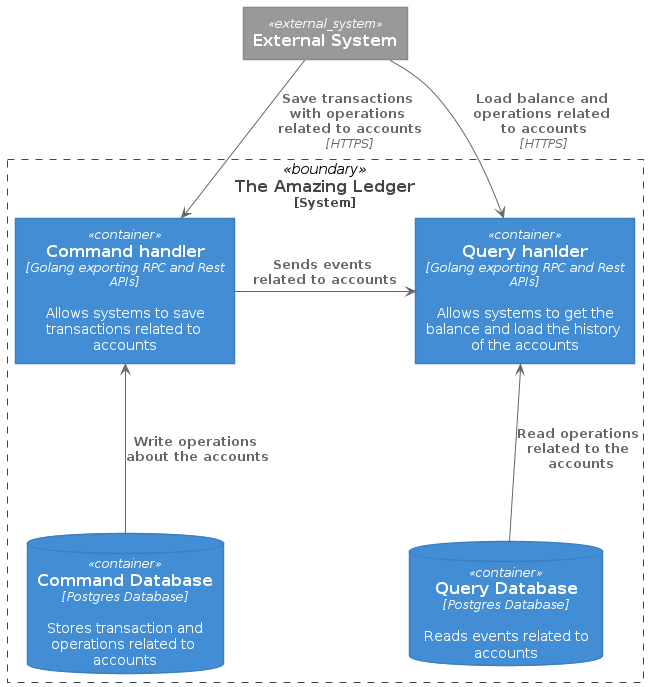 «external_system»
External System
Save transactions
with operations
related to accounts
[HTTPS]
Load balance and
operations related
to accounts
[HTTPS]
«boundary»
The Amazing Ledger
[System]
«container»
Command handler
[Golang exporting RPC and Rest
APIs]
Allows systems to save
transactions related to
accounts
Sends events
related to accounts
«container»
Query hanlder
[Golang exporting RPC and Rest
APIs]
Allows systems to get the
balance and load the history
of the accounts
Write operations
about the accounts
Read operations
related to the
accounts
«container»
Command Database
[Postgres Database]
Stores transaction and
operations related to
accounts
«container»
Query Database
[Postgres Database]
Reads events related to
accounts